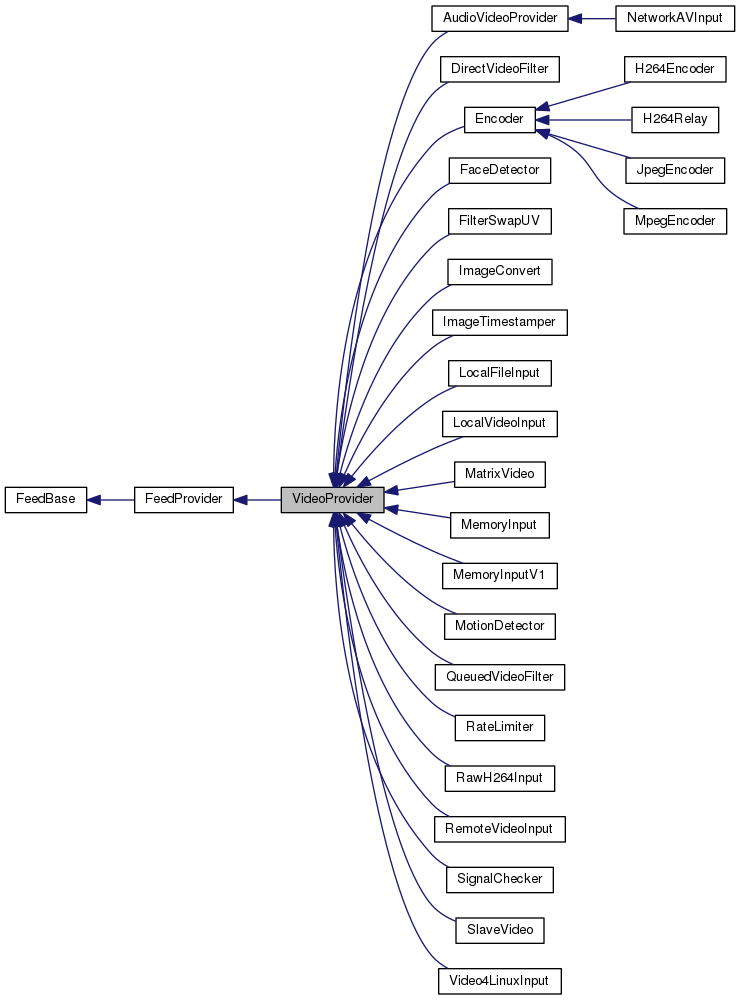 AudioVideoProvider
NetworkAVInput
DirectVideoFilter
H264Encoder
Encoder
H264Relay
FaceDetector
JpegEncoder
FilterSwapUV
MpegEncoder
ImageConvert
ImageTimestamper
LocalFileInput
LocalVideoInput
MatrixVideo
FeedBase
FeedProvider
VideoProvider
MemoryInput
MemoryInputV1
MotionDetector
QueuedVideoFilter
RateLimiter
RawH264Input
RemoteVideoInput
SignalChecker
SlaveVideo
Video4LinuxInput